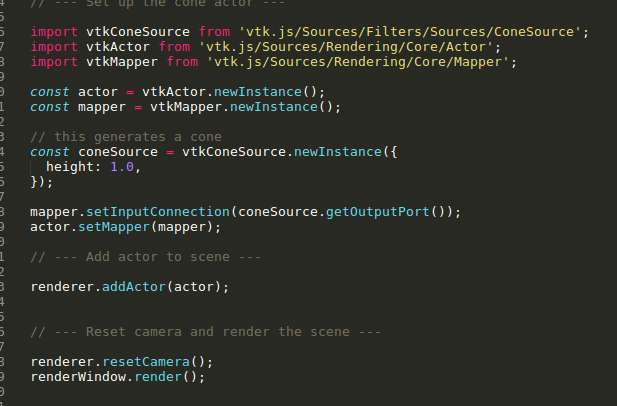 // --- Set up the cone actor ---
import vtkConeSource from 'vtk.js/Sources/Filters/Sources/ConeSource';
import vtkActor from 'vtk.js/Sources/Rendering/Core/Actor';
import vtkMapper from 'vtk.js/Sources/Rendering/Core/Mapper';
const actor = vtkActor.newInstance();
const mapper = vtkMapper.newInstance();
// this generates a cone
const coneSource = vtkConeSource.newInstance({
height: 1.0,
});
mapper.setInputConnection(coneSource.getOutputPort());
actor.setMapper(mapper);
// --- Add actor to scene ---
renderer.addActor(actor);
// --- Reset camera and render the scene ---
renderer.resetCamera();
renderWindow.render();